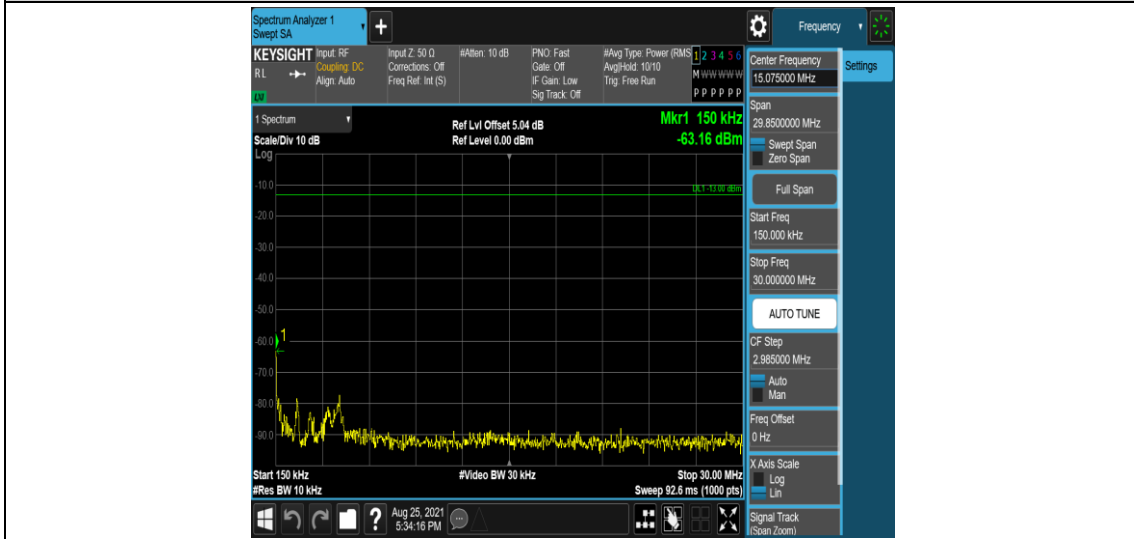 Spectrum Analyzer 1
Swept SA
+
Frequency
KEYSIGHT
RL
LXI
Input: RF
Coupling: DC
Align: Auto
Input Z: 50 Ω
Corrections: Off
Freq Ref: Int (S)
#Atten: 10 dB
PNO: Fast
Gate: Off
IF Gain: Low
Sig Track: Off
#Avg Type: Power (RMS
Avg|Hold: 10/10
Trig: Free Run
1 2 3 4 5 6
M W W W W W
P P P P P P
1 Spectrum
Scale/Div 10 dB
Log
Ref Lvl Offset 5.04 dB
Ref Level 0.00 dBm
Mkr1 150 kHz
-63.16 dBm
DL1 -13.00 dBm
-10.0
-20.0
-30.0
-40.0
-50.0
-60.0
-70.0
-80.0
-90.0
1
Start 150 kHz
#Res BW 10 kHz
#Video BW 30 kHz
Stop 30.00 MHz
Sweep 92.6 ms (1000 pts)
?
Aug 25, 2021
5:34:16 PM
Center Frequency
15.075000 MHz
Settings
Span
29.8500000 MHz
Swept Span
Zero Span
Full Span
Start Freq
150.000 kHz
Stop Freq
30.000000 MHz
AUTO TUNE
CF Step
2.985000 MHz
Auto
Man
Freq Offset
0 Hz
X Axis Scale
Log
Lin
Signal Track
(Span Zoom)